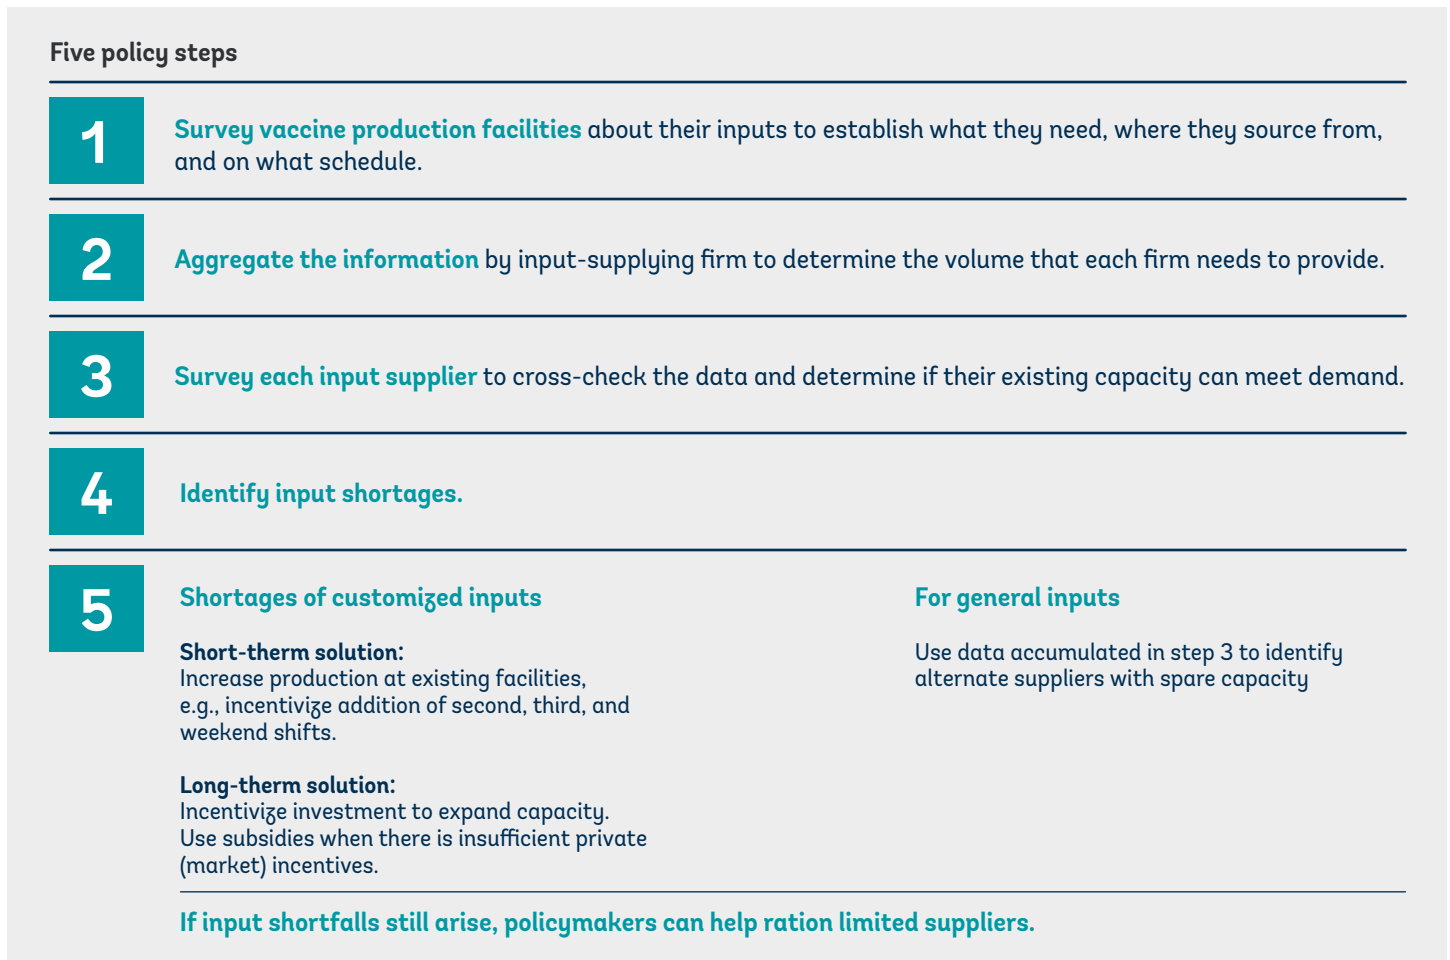 Five policy steps
1
Survey vaccine production facilities about their inputs to establish what they need, where they source from,
and on what schedule.
2
Aggregate the information by input-supplying firm to determine the volume that each firm needs to provide.
3
Survey each input supplier to cross-check the data and determine if their existing capacity can meet demand.
4
Identify input shortages.
5
Shortages of customized inputs
Short-therm solution:
Increase production at existing facilities,
e.g., incentivize addition of second, third, and
weekend shifts.
Long-therm solution:
Incentivize investment to expand capacity.
Use subsidies when there is insufficient private
(market) incentives.
For general inputs
Use data accumulated in step 3 to identify
alternate suppliers with spare capacity
If input shortfalls still arise, policymakers can help ration limited suppliers.